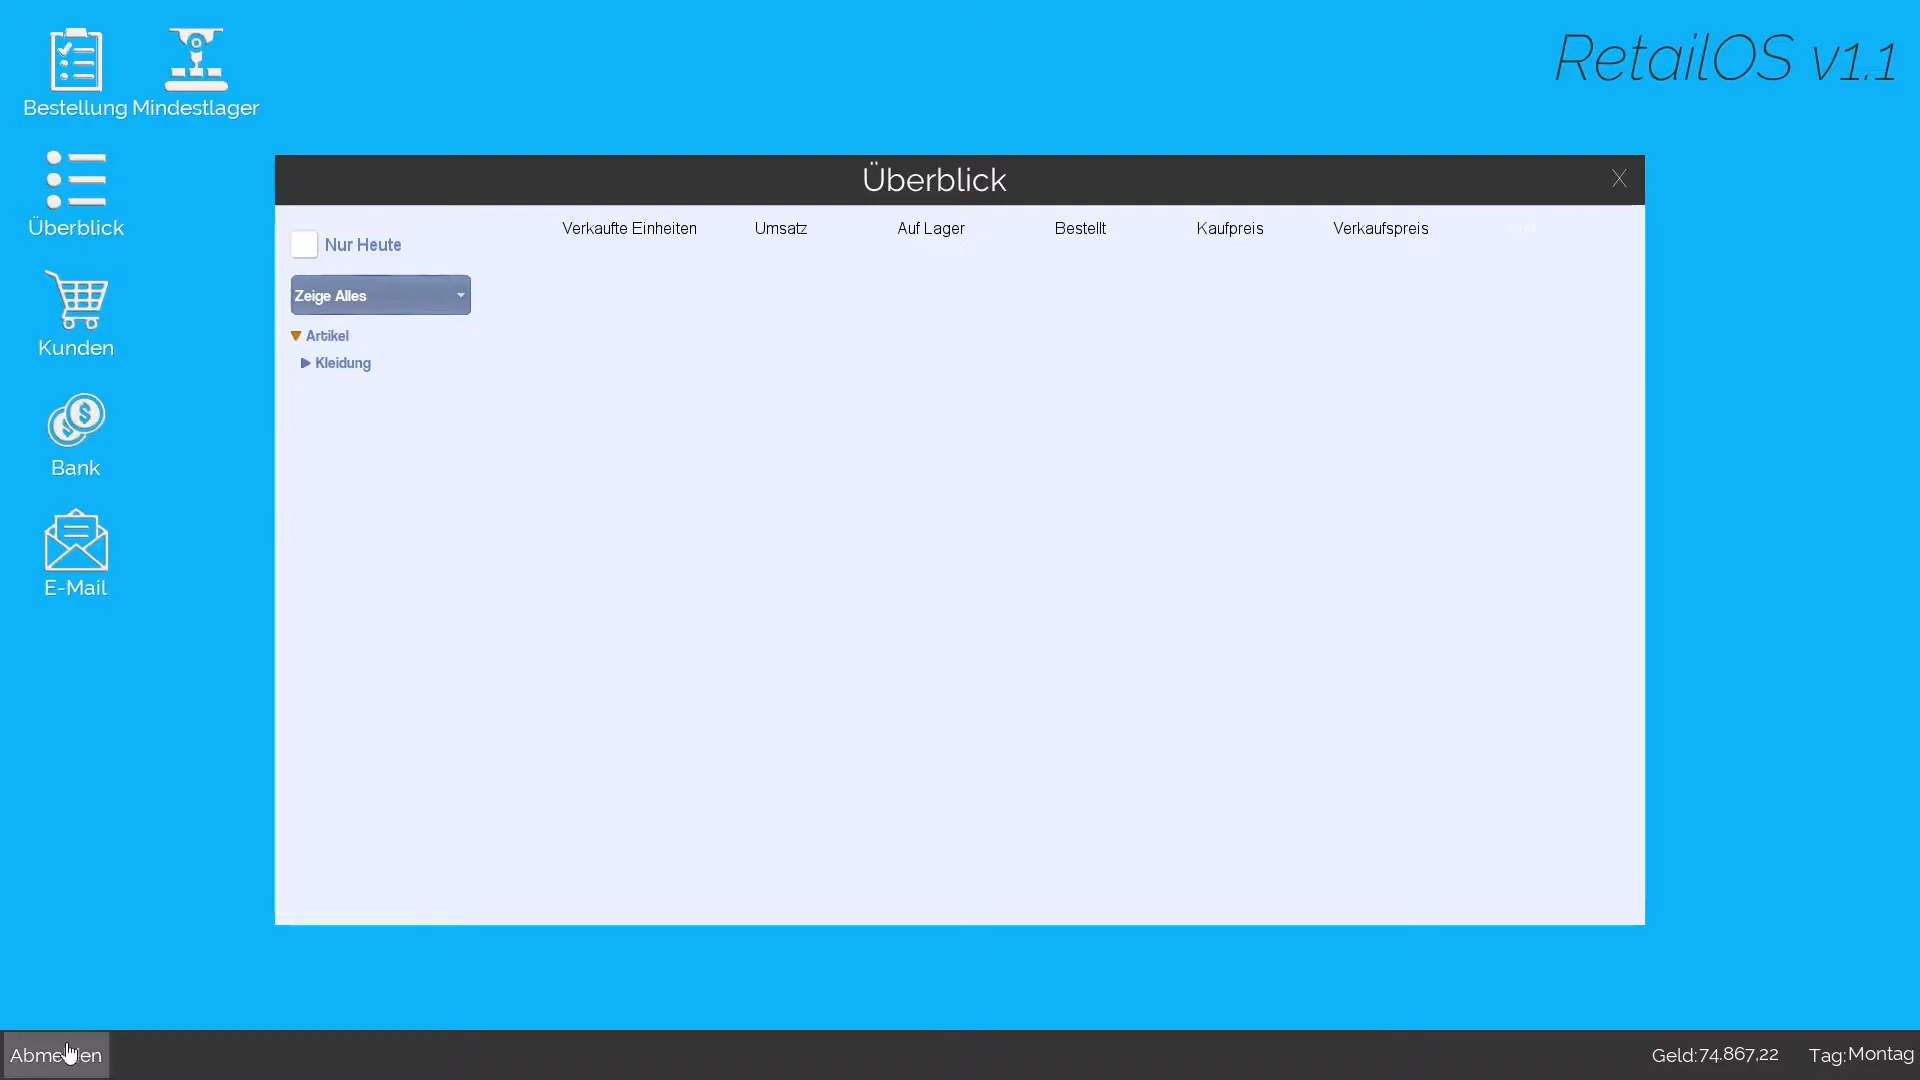 RetailOS v1.1
Bestellung
Mindestlager
Überblick
Kunden
Bank
E-Mail
Überblick
X
Verkaufte Einheiten
Umsatz
Auf Lager
Bestellt
Kaufpreis
Verkaufspreis
Nur Heute
Zeige Alles
Artikel
Kleidung
Geld:74.867,22
Tag:Montag